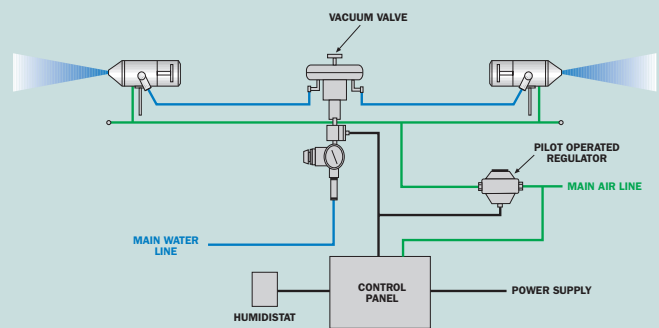 VACUUM VALVE
PILOT OPERATED
REGULATOR
MAIN AIR LINE
MAIN WATER
LINE
CONTROL
PANEL
POWER SUPPLY
HUMIDISTAT